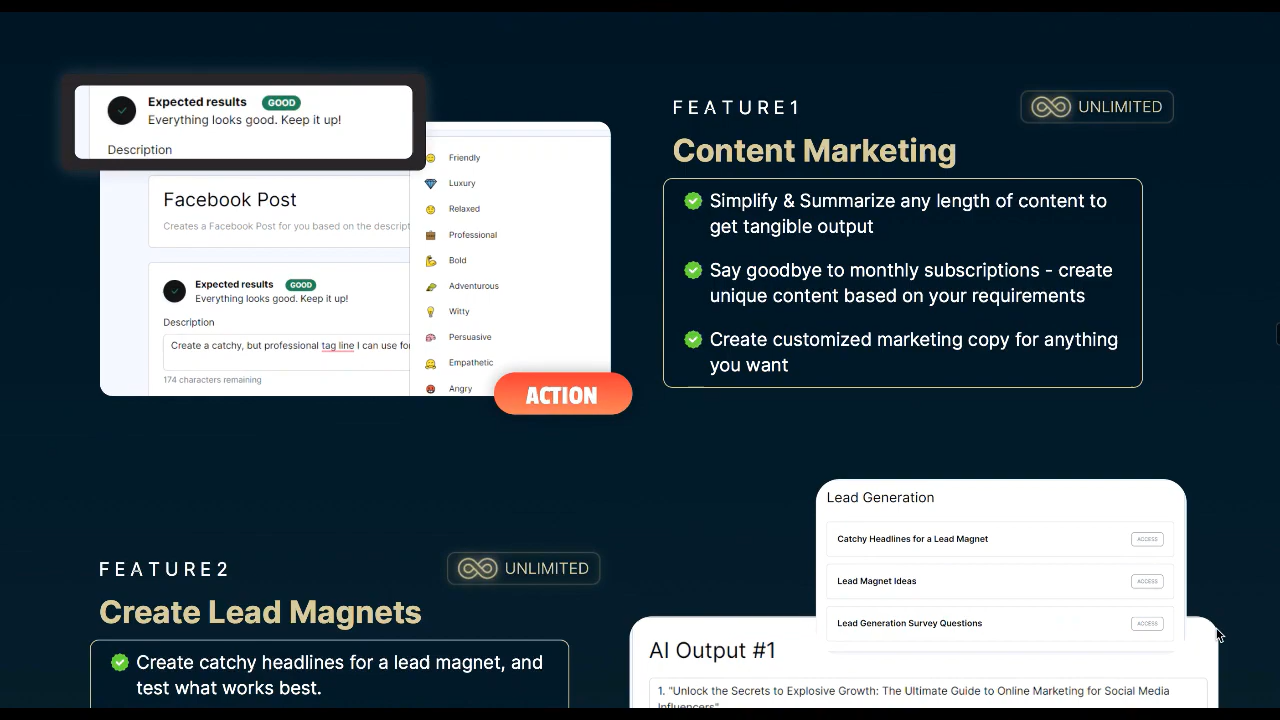 Expected results GOOD
Everything looks good. Keep it up!
Description
Facebook Post
Creates a Facebook Post for you based on the descript
Expected results GOOD
Everything looks good. Keep it up!
Description
Create a catchy, but professional tag line I can use for
174 characters remaining
Friendly
Luxury
Relaxed
Professional
Bold
Adventurous
Witty
Persuasive
Empathetic
Angry
ACTION
FEATURE1
UNLIMITED
Content Marketing
Simplify & Summarize any length of content to
get tangible output
Say goodbye to monthly subscriptions - create
unique content based on your requirements
Create customized marketing copy for anything
you want
FEATURE2
UNLIMITED
Create Lead Magnets
Create catchy headlines for a lead magnet, and
test what works best.
Lead Generation
Catchy Headlines for a Lead Magnet ACCESS
Lead Magnet Ideas ACCESS
Lead Generation Survey Questions ACCESS
AI Output #1
1. "Unlock the Secrets to Explosive Growth: The Ultimate Guide to Online Marketing for Social Media
Influencers"